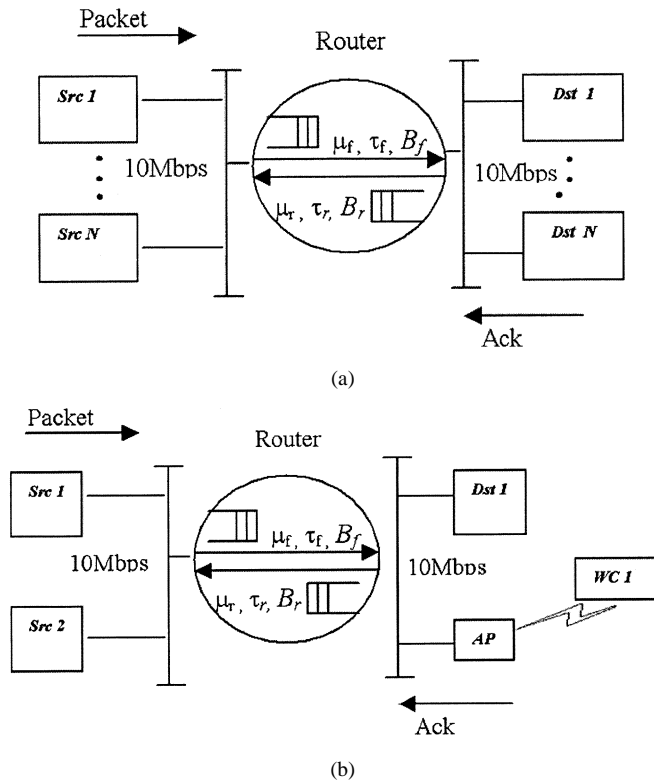 Packet
Router
Src 1
Dst 1
μf, τf, Bf
10Mbps
10Mbps
μr, τr, Br
Src N
Dst N
Ack
(a)
Packet
Router
Src 1
Dst 1
μf, τf, Bf
10Mbps
10Mbps
WC 1
μr, τr, Br
Src 2
AP
Ack
(b)